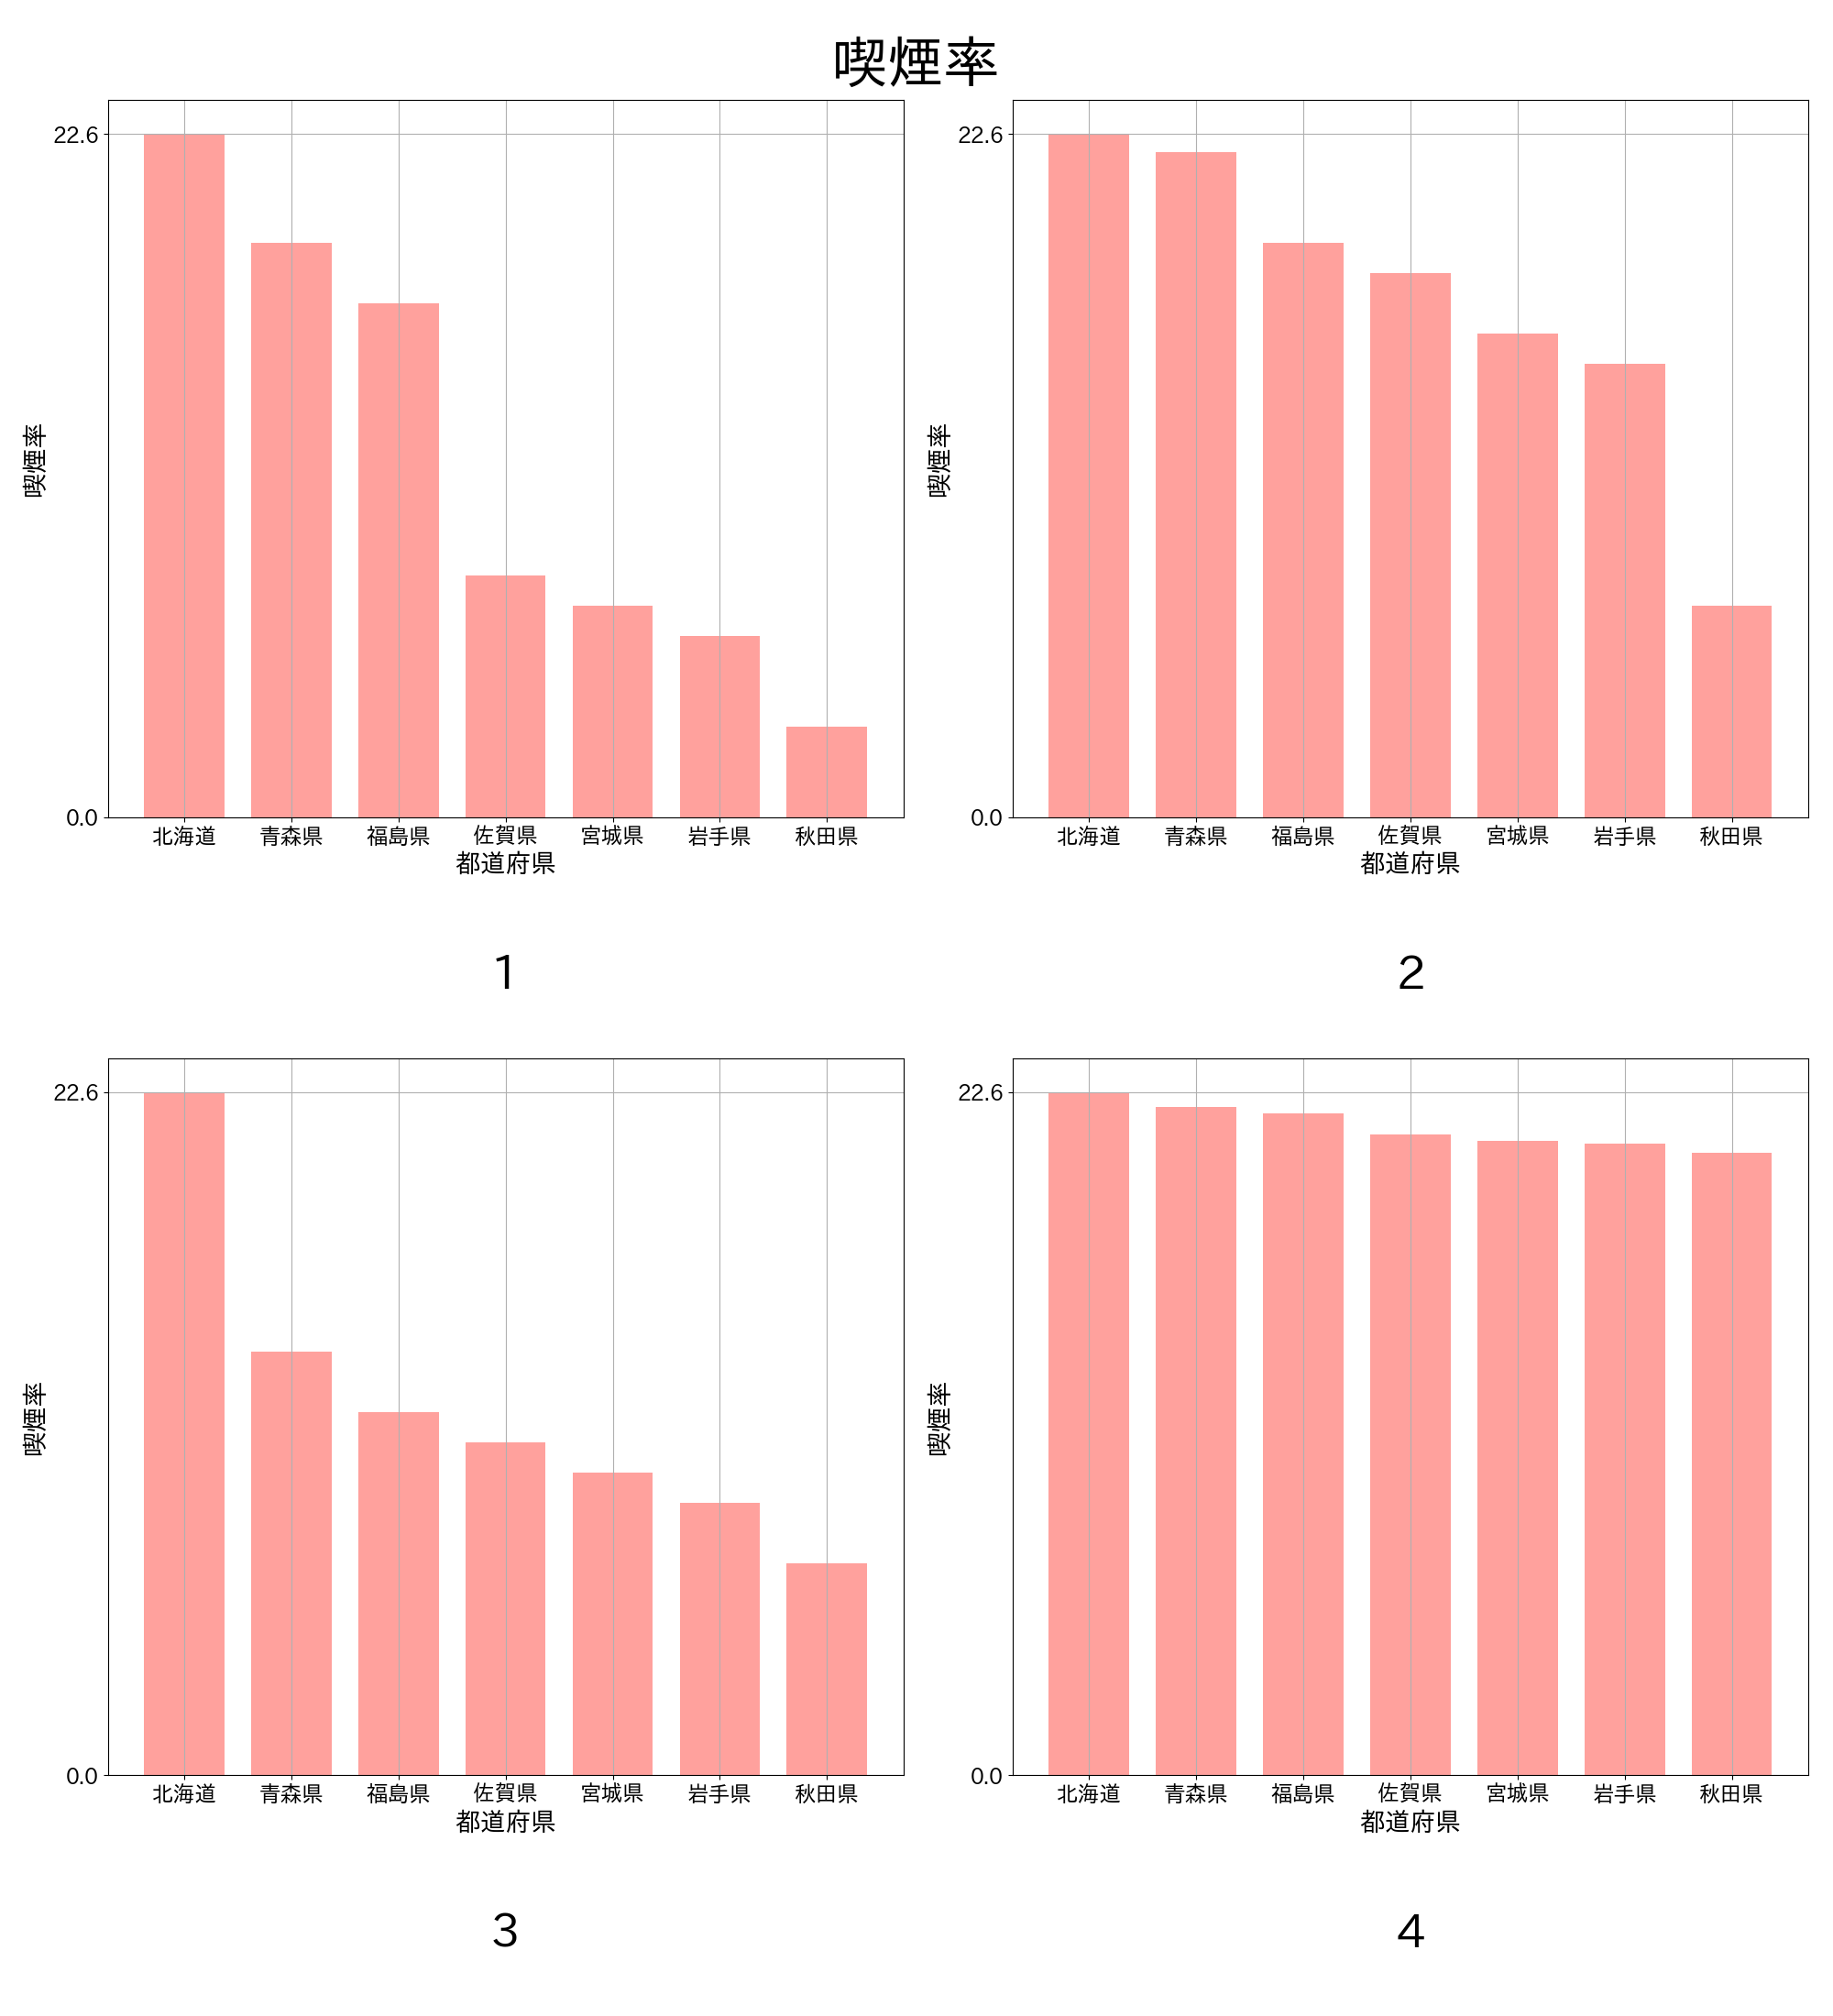 喫煙率
22.6
0.0
喫煙率
北海道 青森県 福島県 佐賀県 宮城県 岩手県 秋田県
都道府県
1
22.6
0.0
喫煙率
北海道 青森県 福島県 佐賀県 宮城県 岩手県 秋田県
都道府県
2
22.6
0.0
喫煙率
北海道 青森県 福島県 佐賀県 宮城県 岩手県 秋田県
都道府県
3
22.6
0.0
喫煙率
北海道 青森県 福島県 佐賀県 宮城県 岩手県 秋田県
都道府県
4